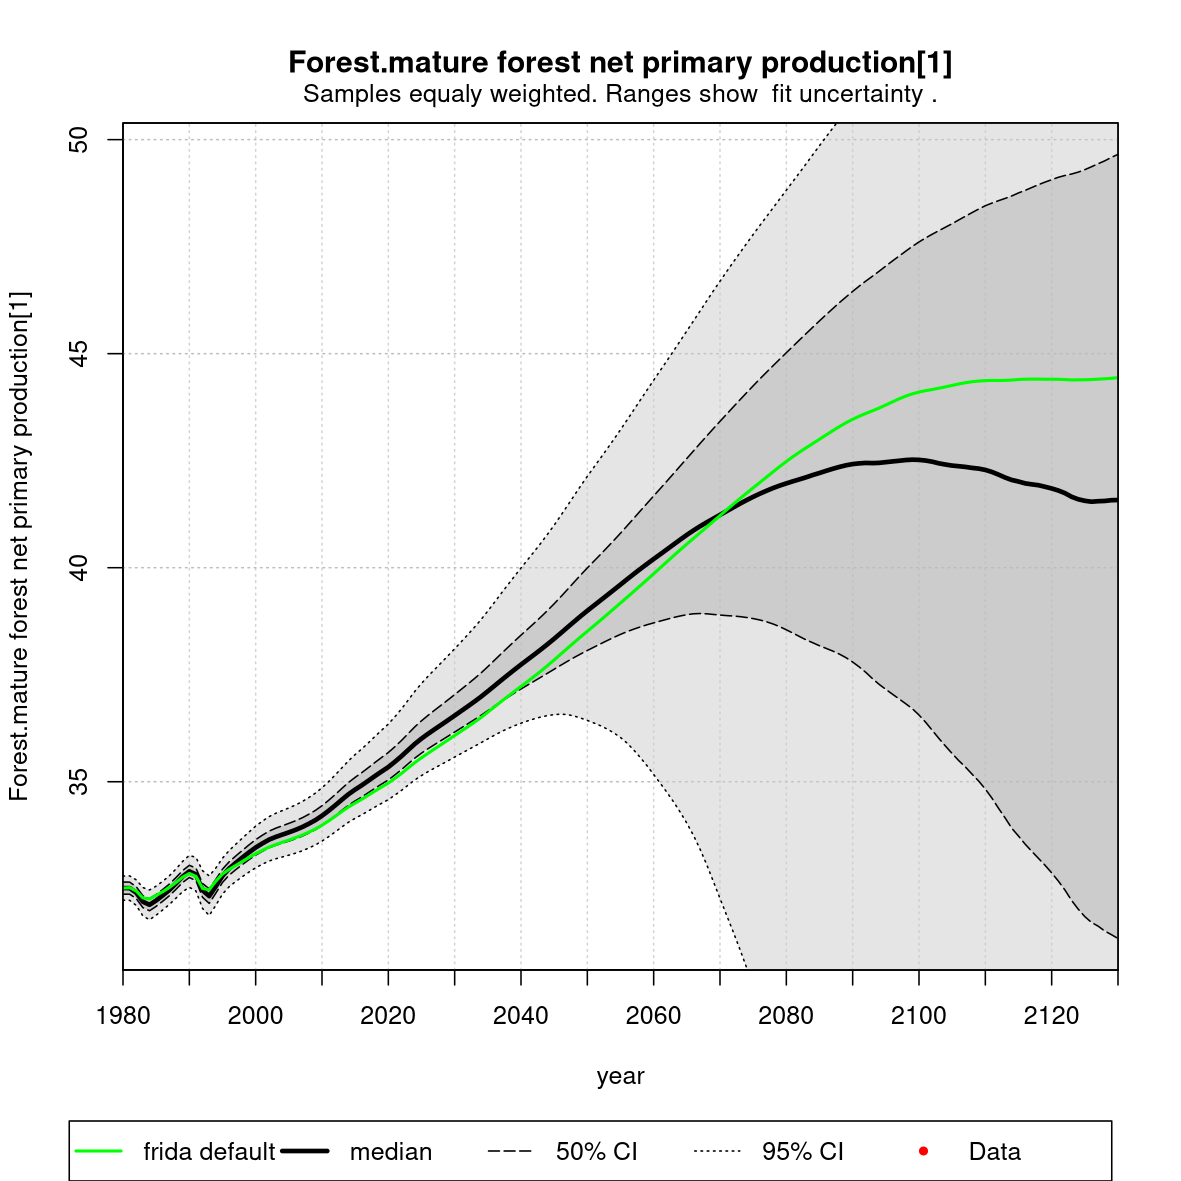 Forest.mature forest net primary production[1]
Samples equaly weighted. Ranges show  fit uncertainty .
Forest.mature forest net primary production[1]
50
45
40
35
1980 2000 2020 2040 2060 2080 2100 2120
year
frida default median 50% CI 95% CI Data